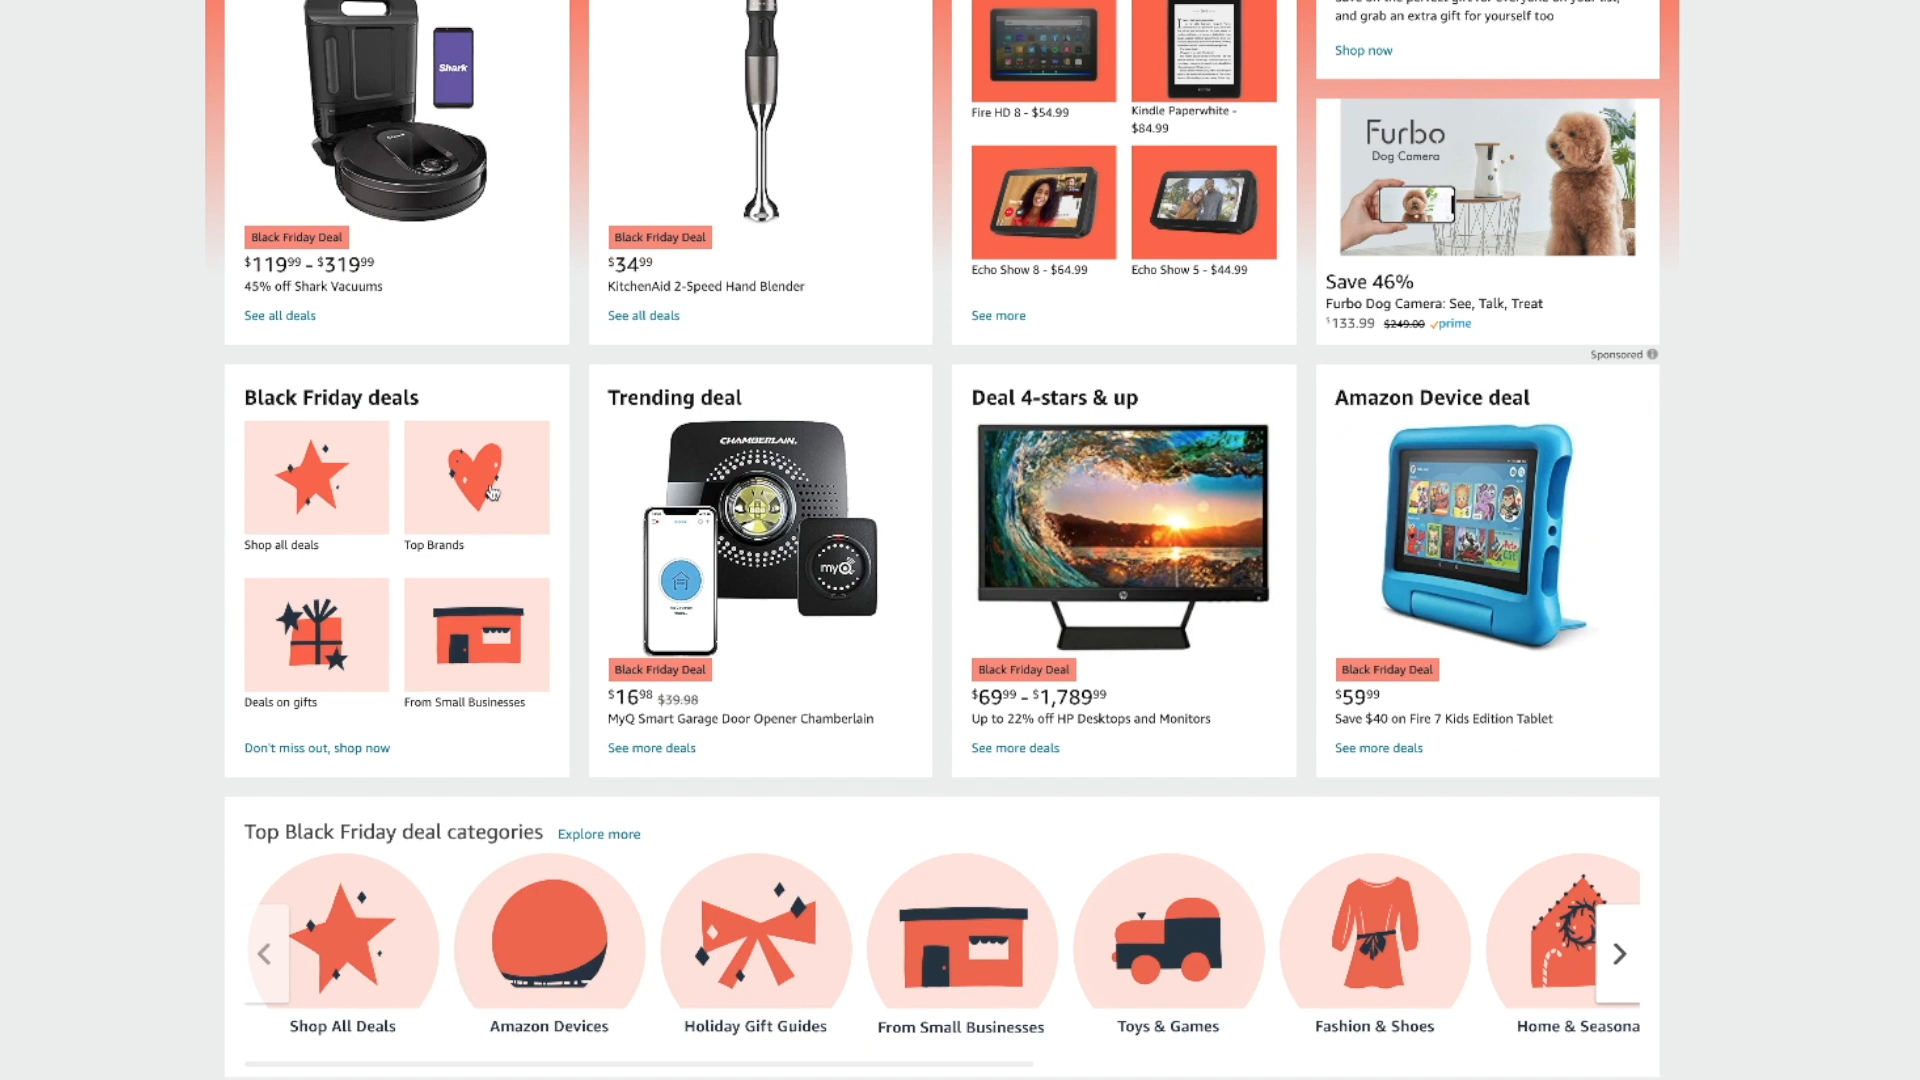 and grab an extra gift for yourself too
Shop now
Shark
Fire HD 8 - $54.99
Kindle Paperwhite -
$84.99
Furbo
Dog Camera
Black Friday Deal
$119.99 - $319.99
45% off Shark Vacuums
See all deals
Black Friday Deal
$34.99
KitchenAid 2-Speed Hand Blender
See all deals
Echo Show 8 - $64.99
Echo Show 5 - $44.99
See more
Save 46%
Furbo Dog Camera: See, Talk, Treat
$133.99 $249.00 prime
Sponsored
Black Friday deals
Shop all deals
Top Brands
Deals on gifts
From Small Businesses
Don't miss out, shop now
Trending deal
CHAMBERLAIN.
myQ
Black Friday Deal
$16.98 $39.98
MyQ Smart Garage Door Opener Chamberlain
See more deals
Deal 4-stars & up
hp
Black Friday Deal
$69.99 - $1,789.99
Up to 22% off HP Desktops and Monitors
See more deals
Amazon Device deal
Black Friday Deal
$59.99
Save $40 on Fire 7 Kids Edition Tablet
See more deals
Top Black Friday deal categories Explore more
Shop All Deals
Amazon Devices
Holiday Gift Guides
From Small Businesses
Toys & Games
Fashion & Shoes
Home & Seasona